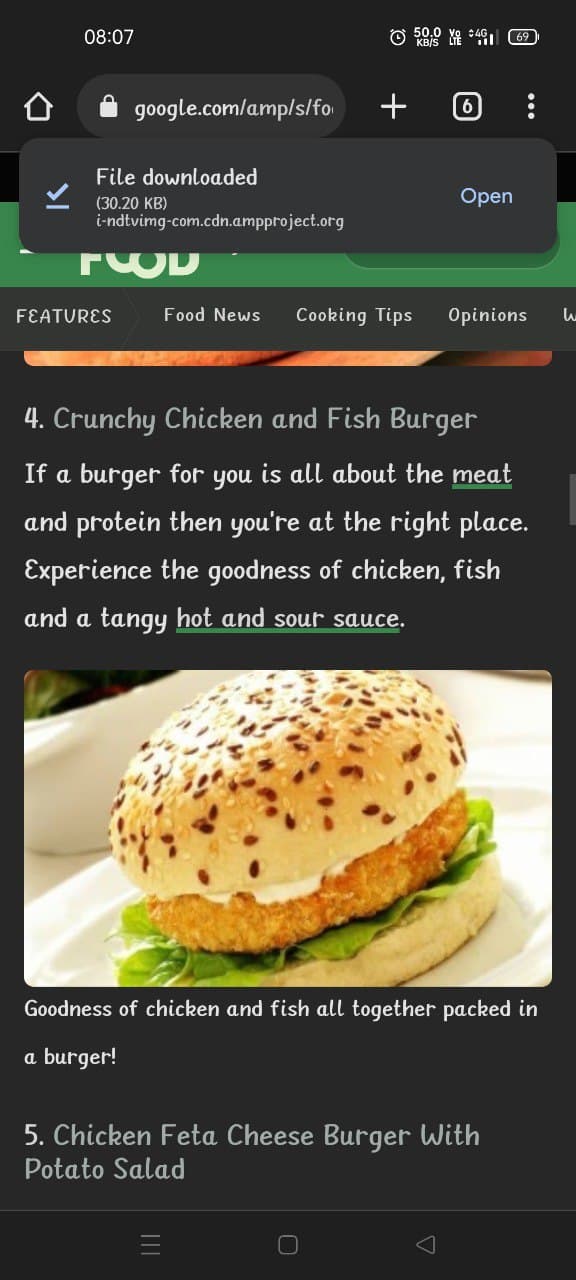 08:07
50.0
KB/S
Vo
LTE
4G
69
google.com/amp/s/fo
6
File downloaded
(30.20 KB)
i-ndtvimg-com.cdn.ampproject.org
Open
FOOD
FEATURES
Food News
Cooking Tips
Opinions
W
4. Crunchy Chicken and Fish Burger
If a burger for you is all about the meat
and protein then you're at the right place.
Experience the goodness of chicken, fish
and a tangy hot and sour sauce.
Goodness of chicken and fish all together packed in
a burger!
5. Chicken Feta Cheese Burger With
Potato Salad